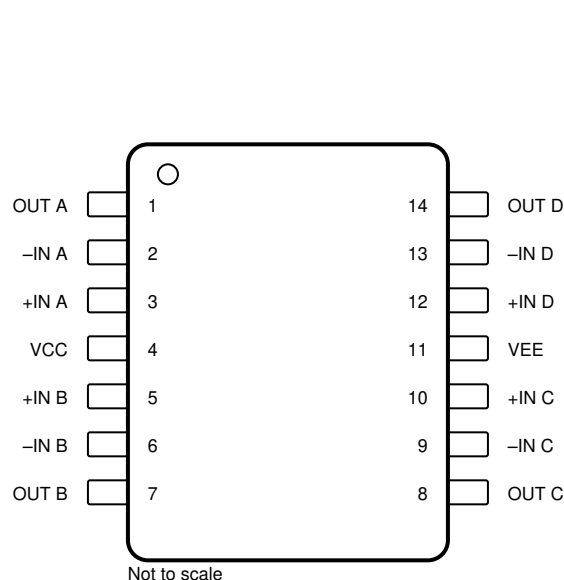 OUT A 1 14 OUT D
–IN A 2 13 –IN D
+IN A 3 12 +IN D
VCC 4 11 VEE
+IN B 5 10 +IN C
–IN B 6 9 –IN C
OUT B 7 8 OUT C
Not to scale